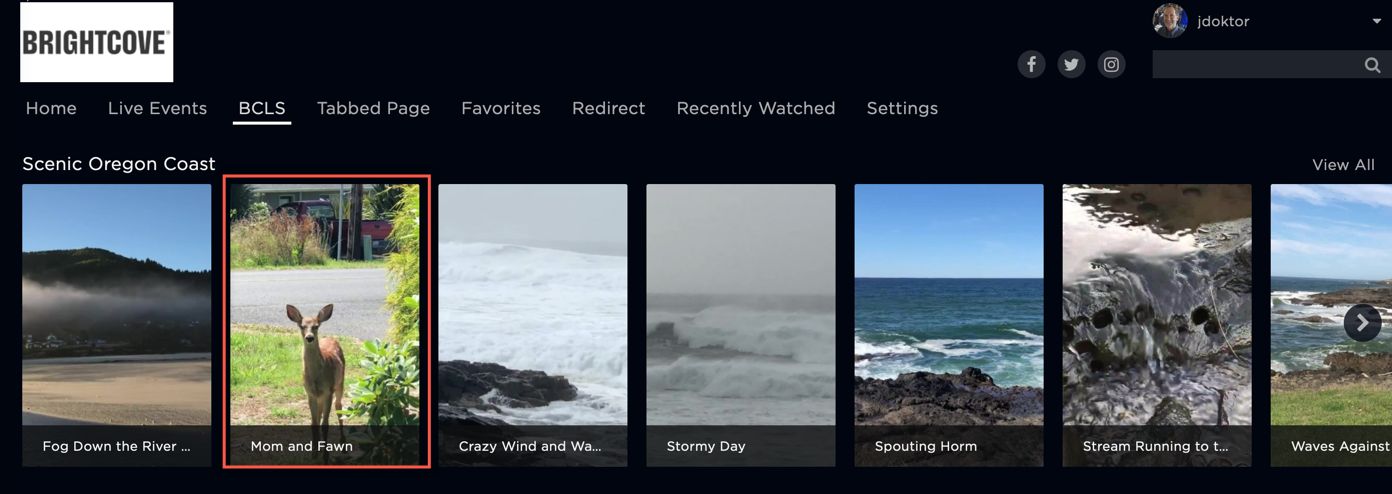 BRIGHTCOVE®
jdoktor
Home Live Events BCLS Tabbed Page Favorites Redirect Recently Watched Settings
Scenic Oregon Coast View All
Fog Down the River ... Mom and Fawn Crazy Wind and Wa... Stormy Day Spouting Horm Stream Running to t... Waves Against